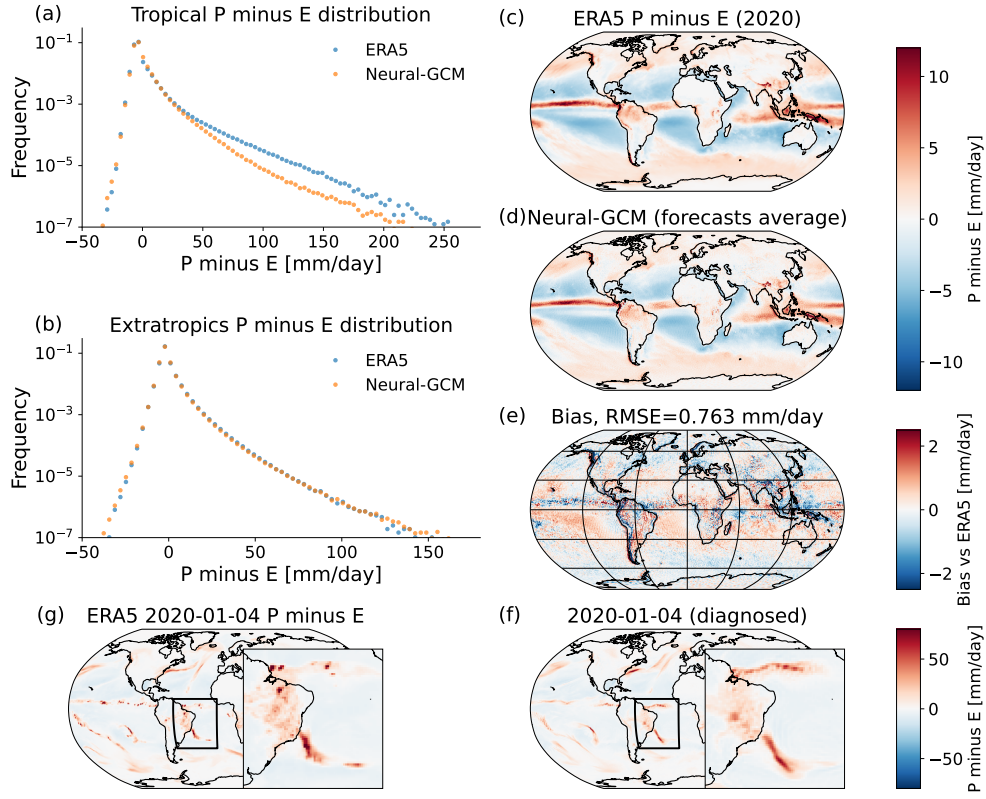 (a)
Tropical P minus E distribution
10⁻¹
10⁻³
10⁻⁵
10⁻⁷
Frequency
ERA5
Neural-GCM
−50 0 50 100 150 200 250
P minus E [mm/day]
(b)
Extratropics P minus E distribution
10⁻¹
10⁻³
10⁻⁵
10⁻⁷
Frequency
ERA5
Neural-GCM
−50 0 50 100 150
P minus E [mm/day]
(c)
ERA5 P minus E (2020)
(d)Neural-GCM (forecasts average)
10
5
0
−5
−10
P minus E [mm/day]
(e)
Bias, RMSE=0.763 mm/day
2
0
−2
Bias vs ERA5 [mm/day]
(g)
ERA5 2020-01-04 P minus E
(f)
2020-01-04 (diagnosed)
50
0
−50
P minus E [mm/day]